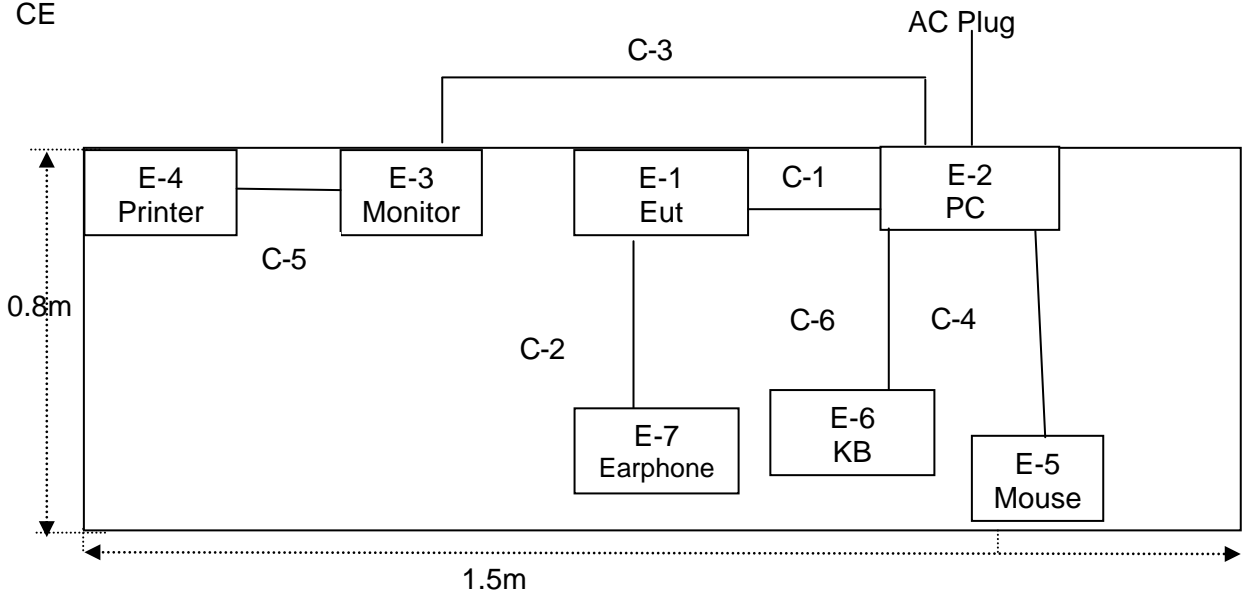 CE
AC Plug
C-3
E-4
Printer
E-3
Monitor
E-1
Eut
C-1
E-2
PC
C-5
0.8m
C-2
C-6
C-4
E-7
Earphone
E-6
KB
E-5
Mouse
1.5m